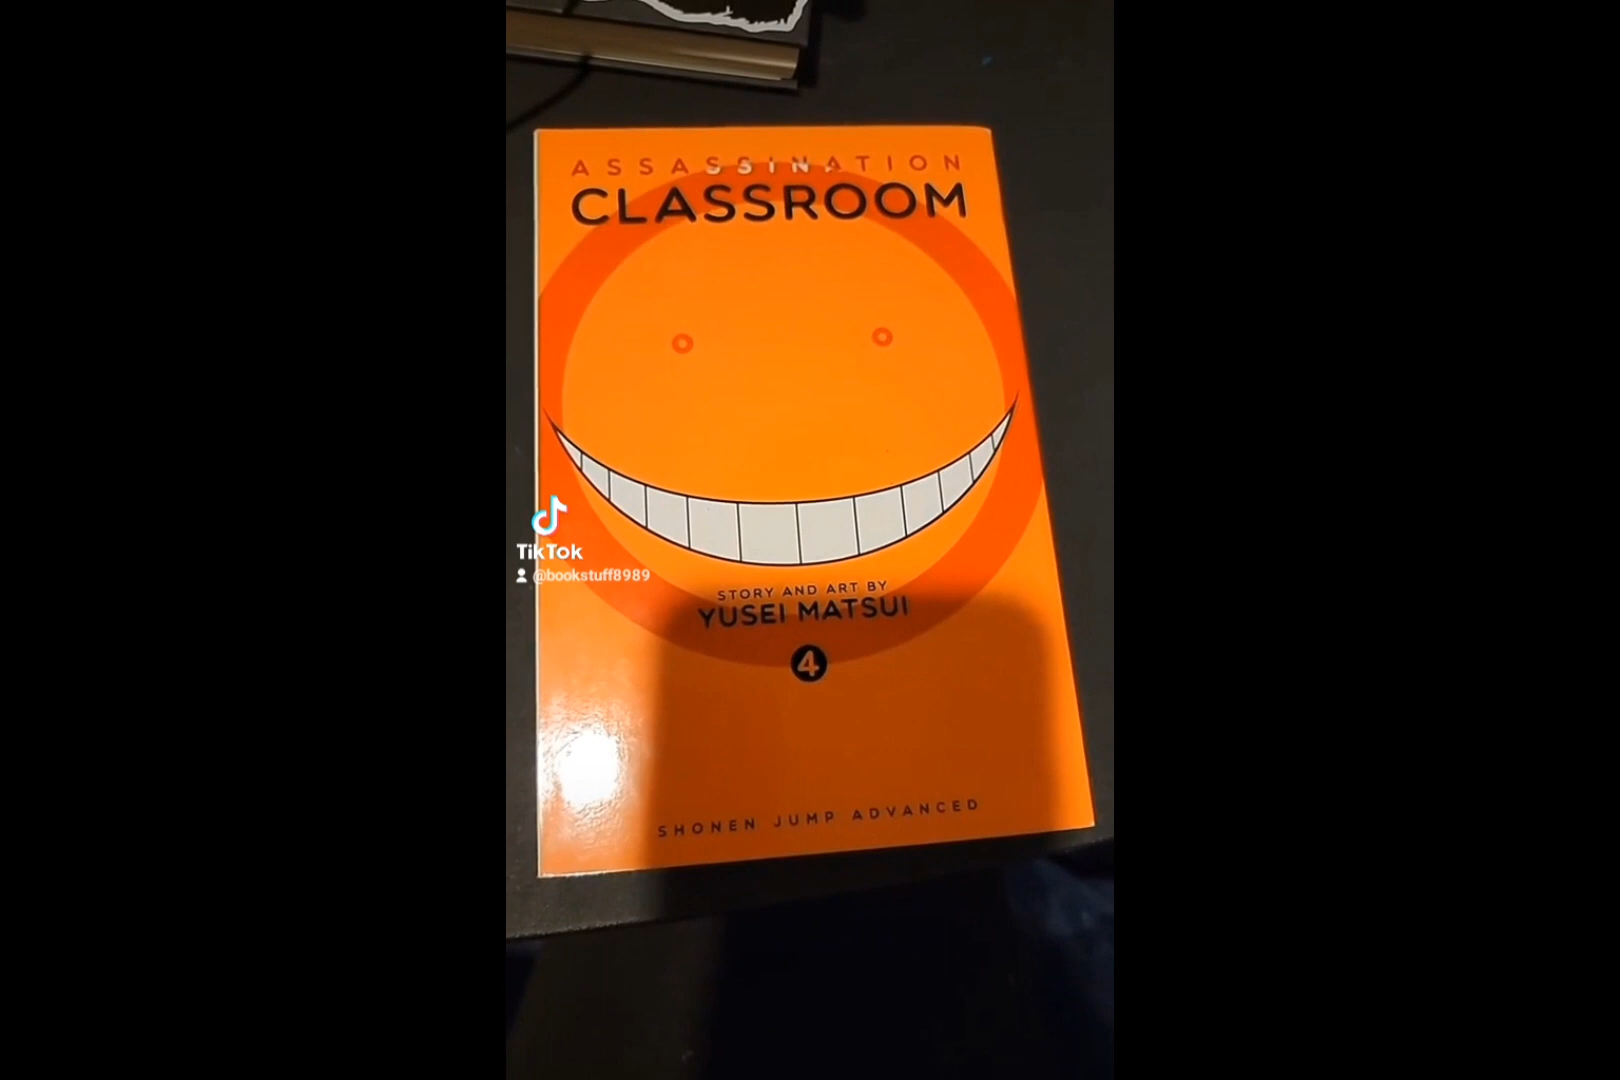 ASSASSINATION
CLASSROOM
TikTok
@bookstuff8989
STORY AND ART BY
YUSEI MATSUI
4
SHONEN JUMP ADVANCED